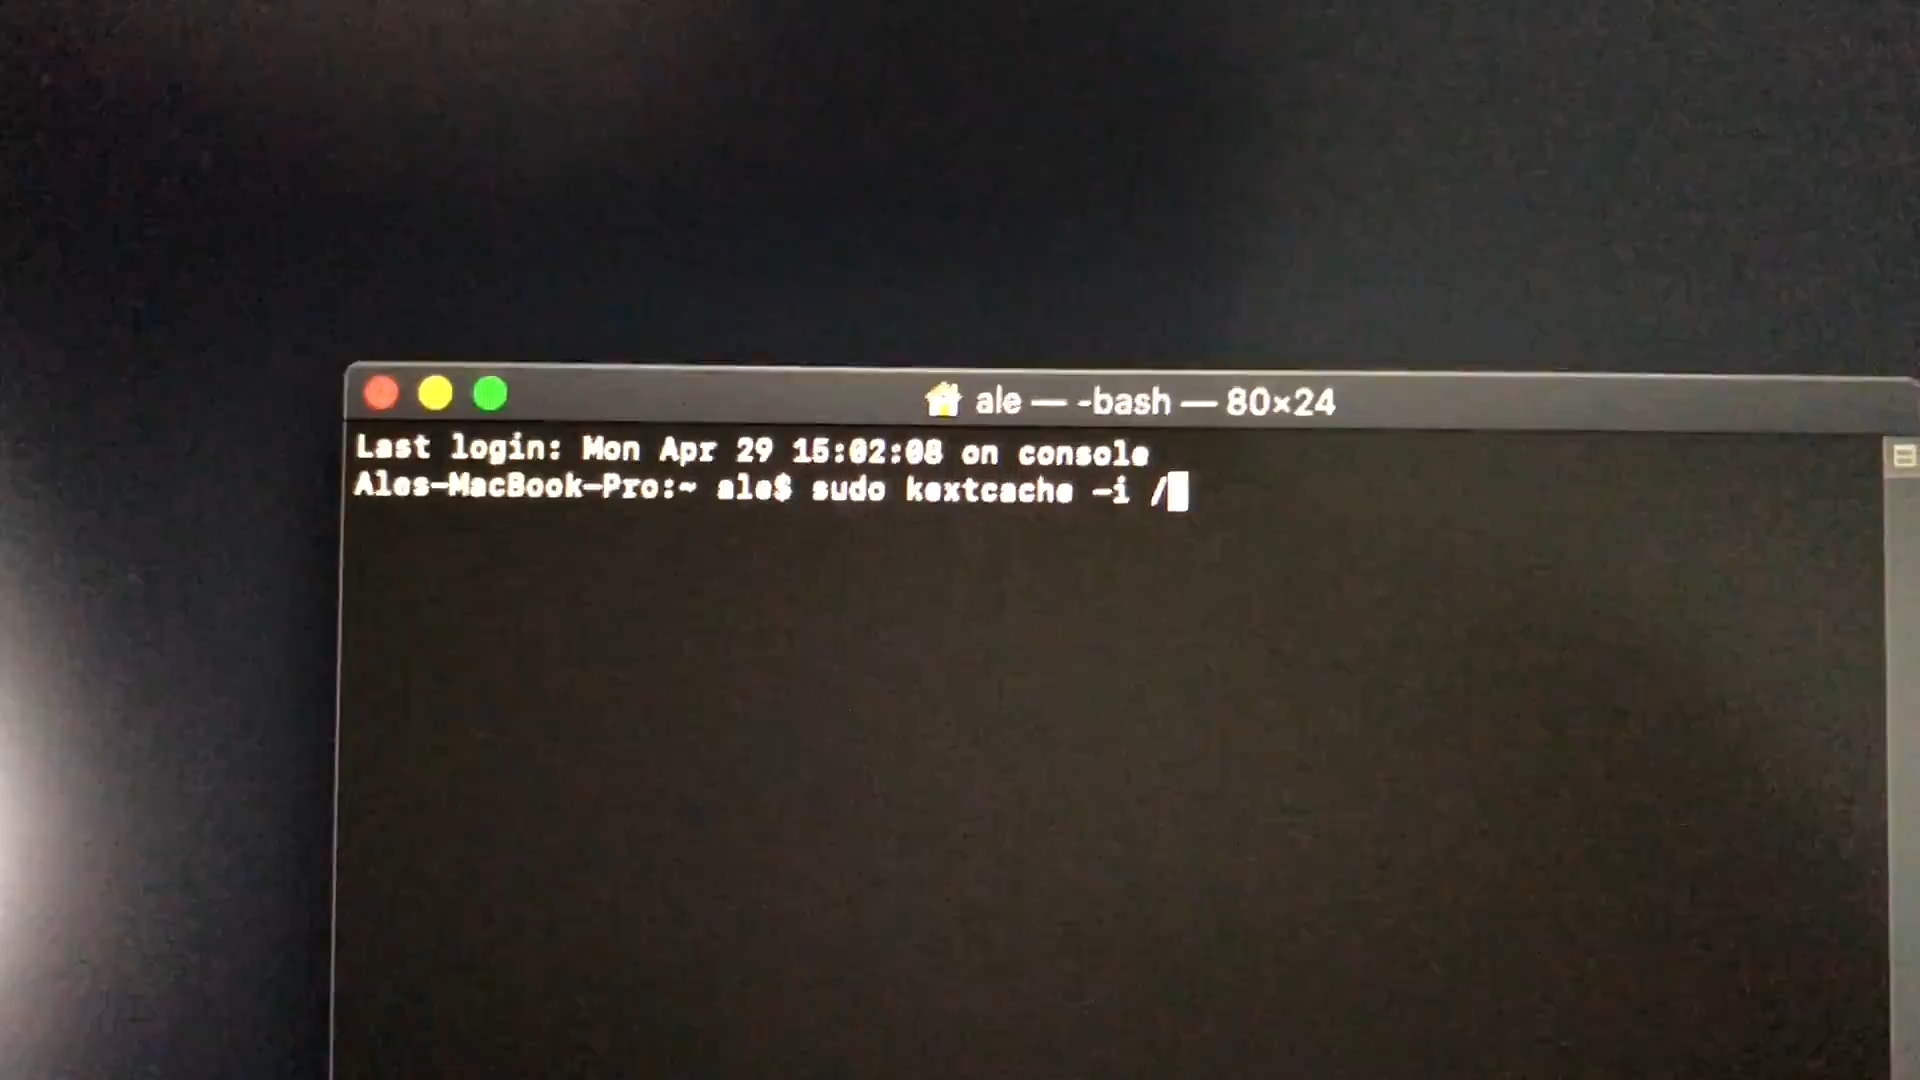 ale — -bash — 80×24
Last login: Mon Apr 29 15:02:08 on console
Ales-MacBook-Pro:~ ale$ sudo kextcache -i /